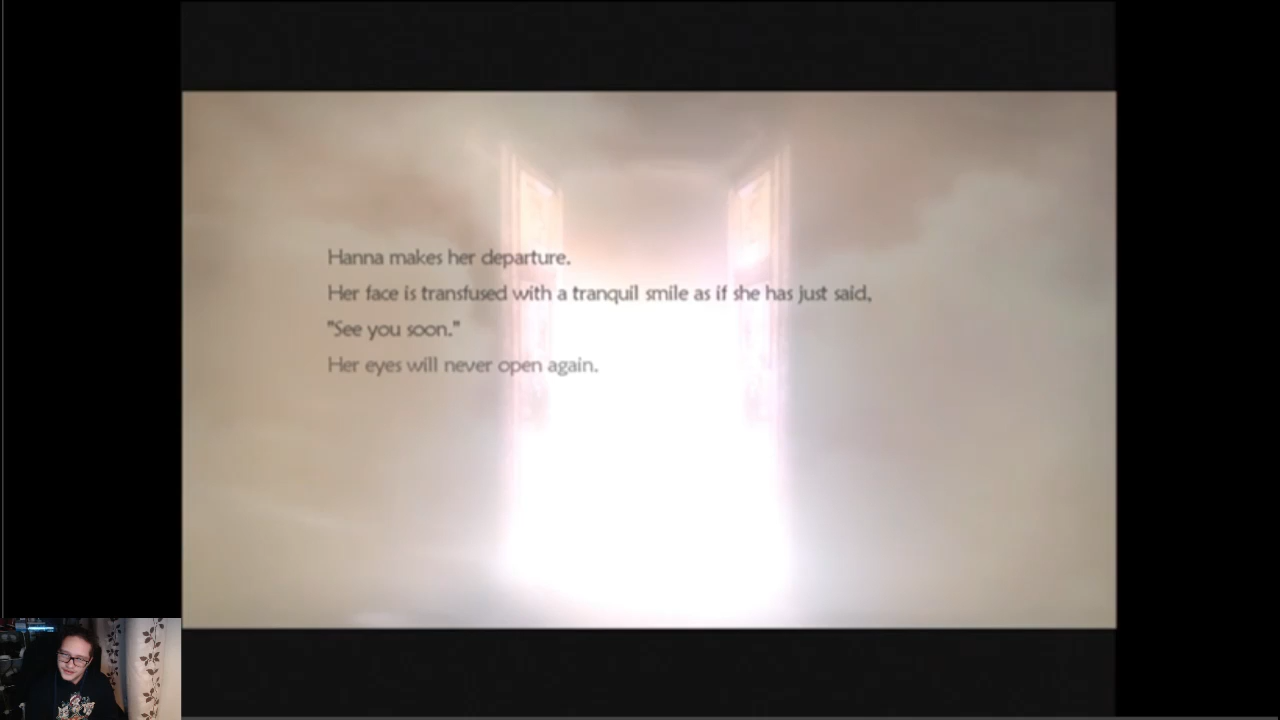 Hanna makes her departure.
Her face is transfused with a tranquil smile as if she has just said,
"See you soon."
Her eyes will never open again.